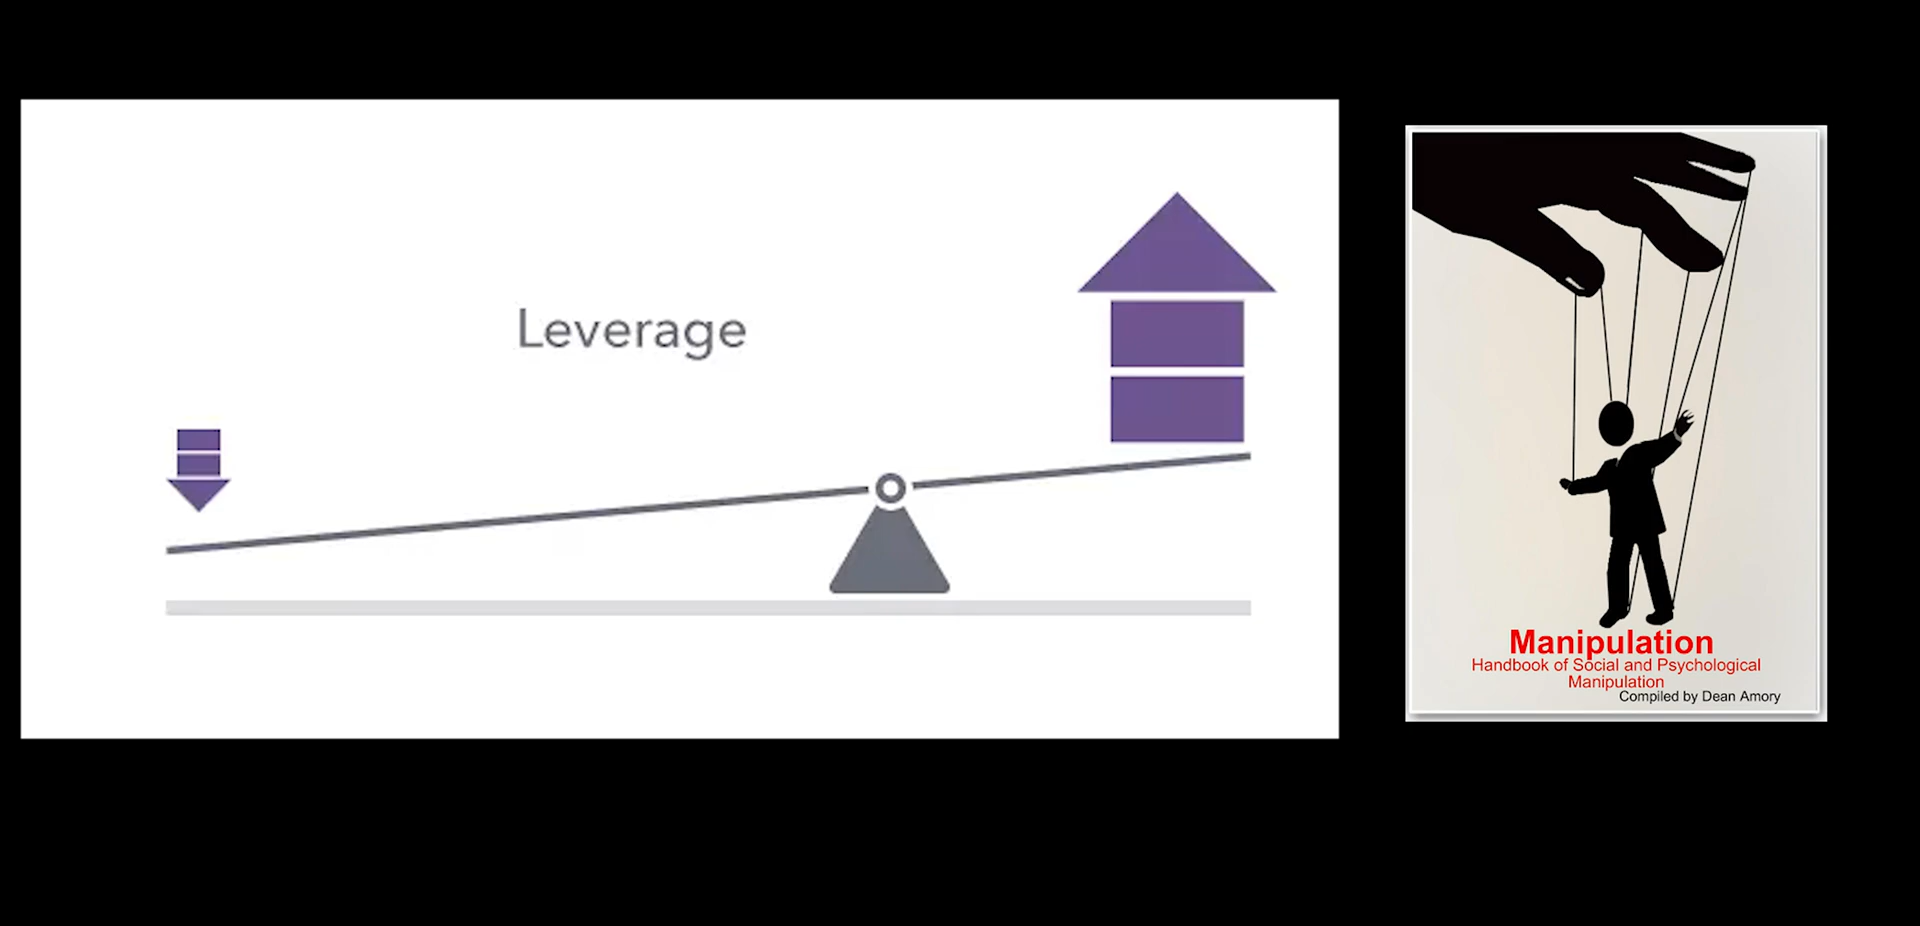 Leverage
Manipulation
Handbook of Social and Psychological
Manipulation
Compiled by Dean Amory